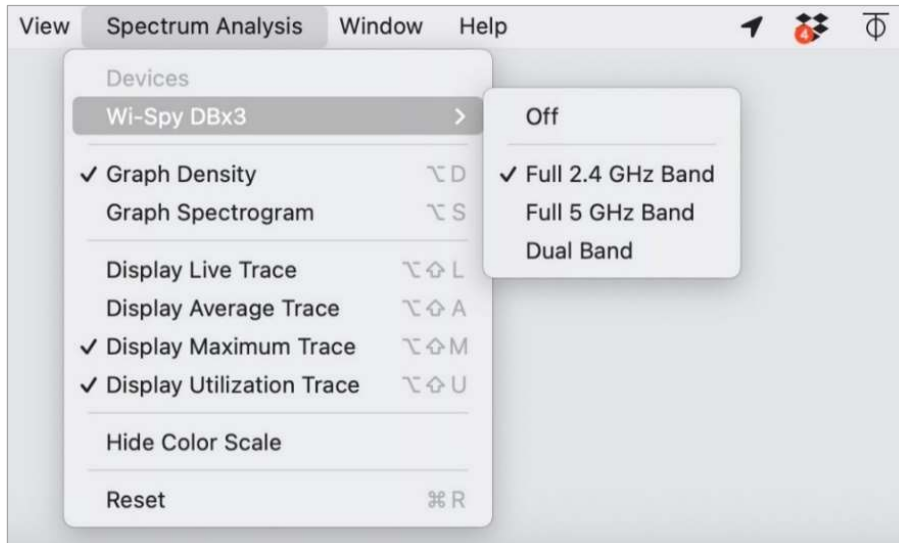 View Spectrum Analysis Window Help 4
Devices
Wi-Spy DBx3 >
✓ Graph Density ⌥ D
Graph Spectrogram ⌥ S
Display Live Trace ⌥⇧ L
Display Average Trace ⌥⇧ A
✓ Display Maximum Trace ⌥⇧ M
✓ Display Utilization Trace ⌥⇧ U
Hide Color Scale
Reset ⌘ R
Off
✓ Full 2.4 GHz Band
Full 5 GHz Band
Dual Band